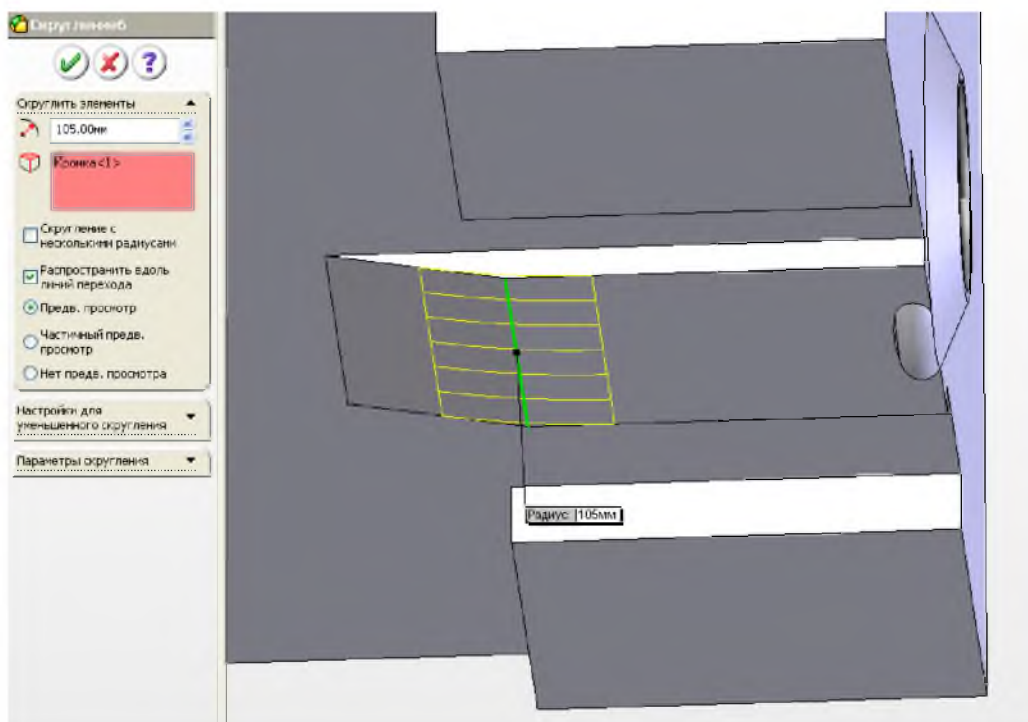 Скругление6
?
Скруглить элементы
105.00мм
Кромка<1>
Скругление с
несколькими радиусами
Распространить вдоль
линий перехода
Предв. просмотр
Частичный предв.
просмотр
Нет предв. просмотра
Настройки для
уменьшенного скругления
Параметры скругления
Радиус: 105мм